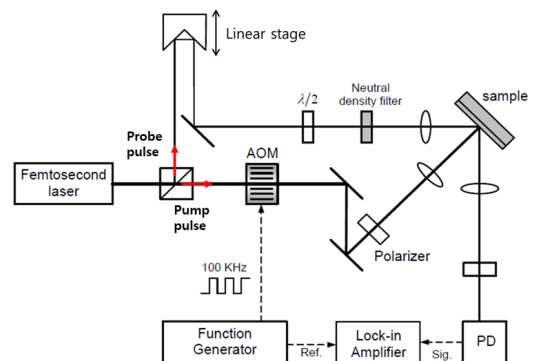 Linear stage
λ/2
Neutral
density filter
sample
Probe
pulse
AOM
Femtosecond
laser
Pump
pulse
Polarizer
100 KHz
Function
Generator
Ref.
Lock-in
Amplifier
Sig.
PD